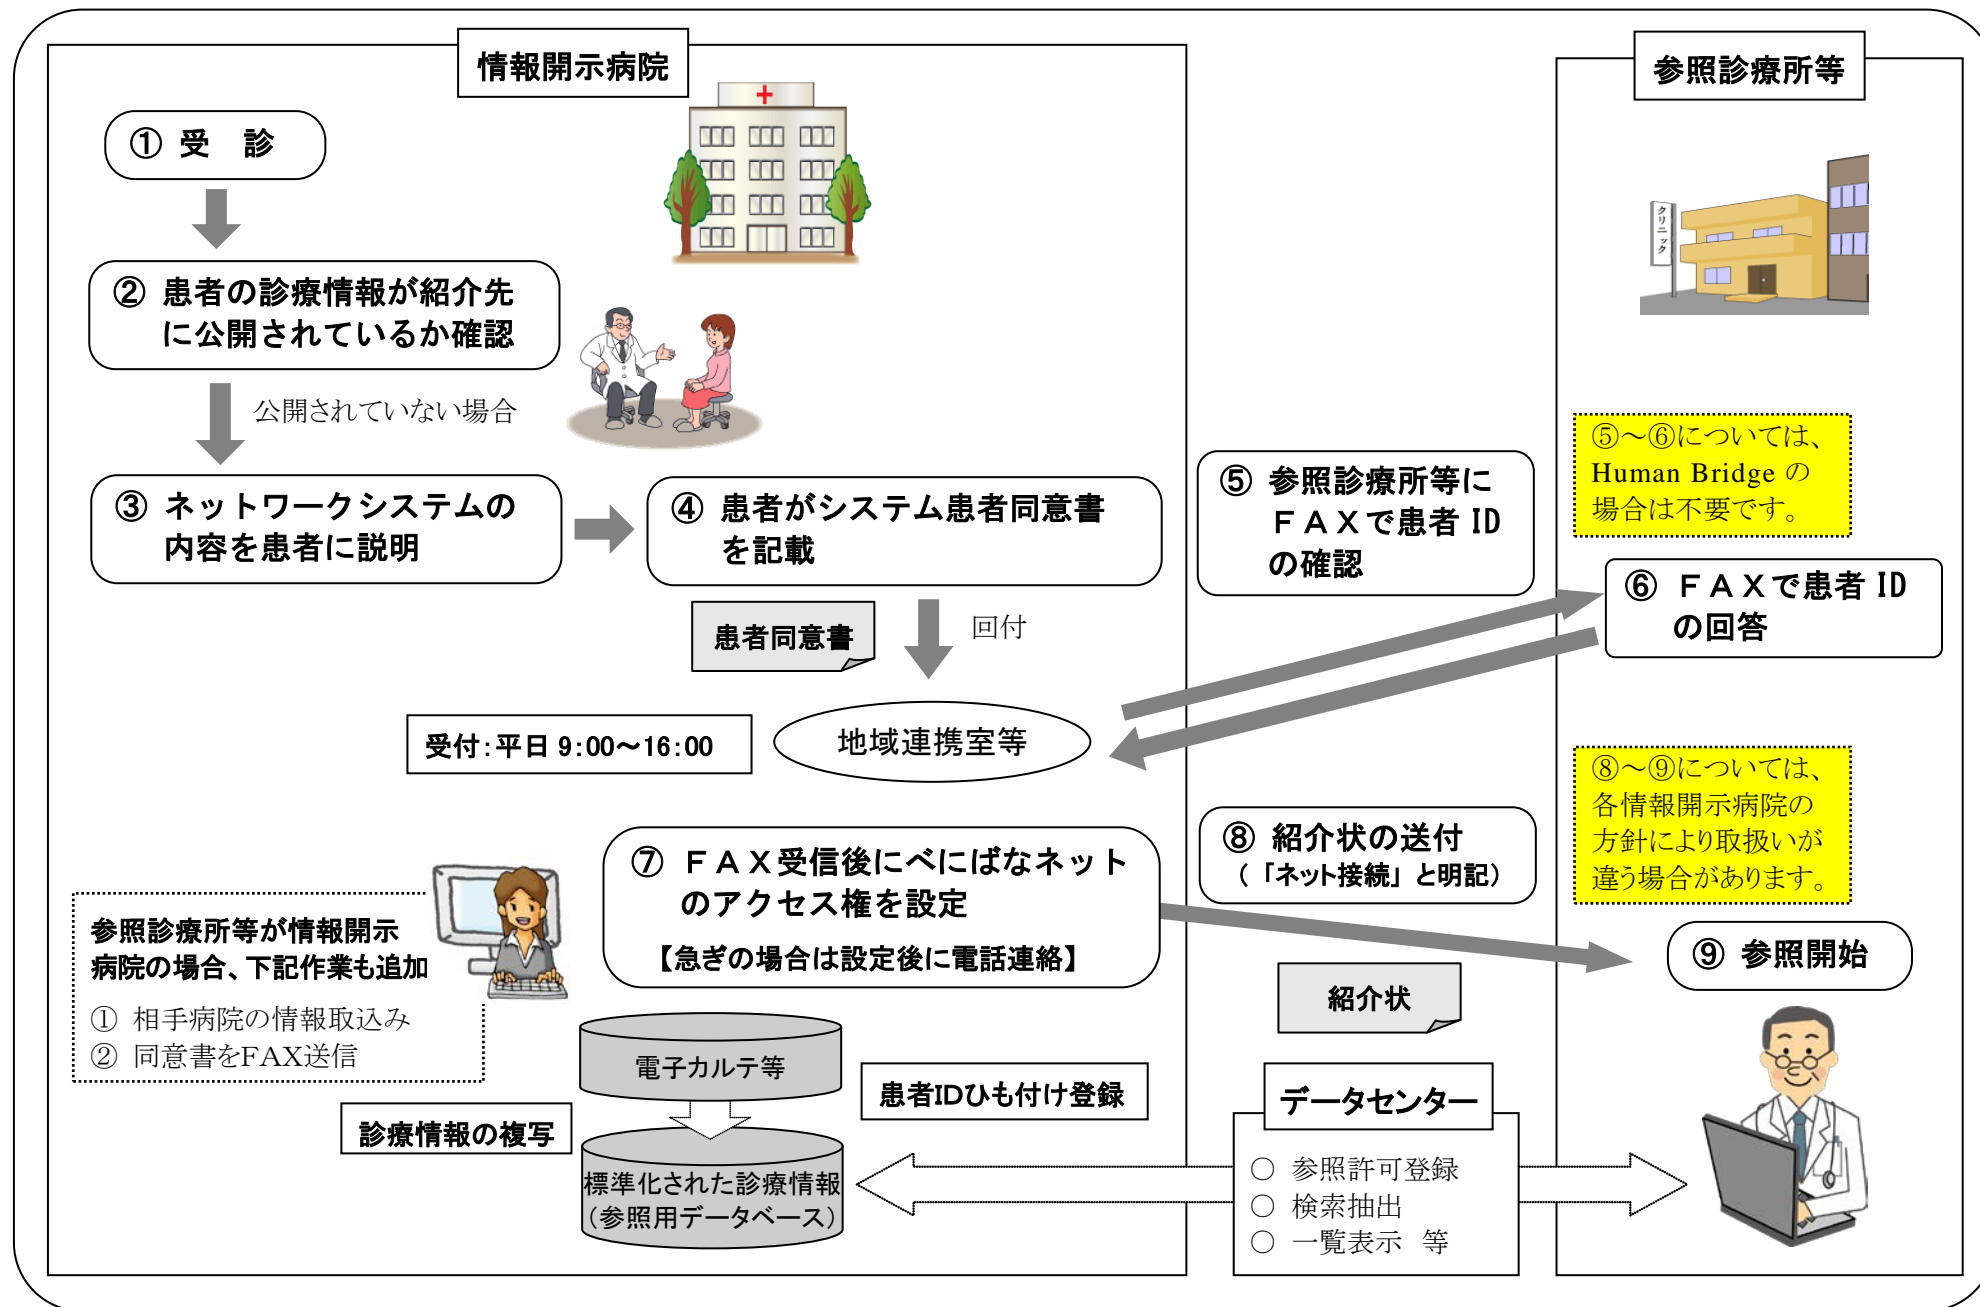 情報開示病院
参照診療所等
① 受　診
クリニック
② 患者の診療情報が紹介先
に公開されているか確認
公開されていない場合
③ ネットワークシステムの
内容を患者に説明
④ 患者がシステム患者同意書
を記載
⑤ 参照診療所等に
ＦＡＸで患者 ID
の確認
⑤～⑥については、
Human Bridge の
場合は不要です。
⑥ ＦＡＸで患者 ID
の回答
患者同意書
回付
受付：平日 9:00～16:00
地域連携室等
⑦ ＦＡＸ受信後にべにばなネット
のアクセス権を設定
【急ぎの場合は設定後に電話連絡】
⑧ 紹介状の送付
（「ネット接続」と明記）
⑧～⑨については、
各情報開示病院の
方針により取扱いが
違う場合があります。
⑨ 参照開始
参照診療所等が情報開示
病院の場合、下記作業も追加
① 相手病院の情報取込み
② 同意書をFAX送信
紹介状
電子カルテ等
患者IDひも付け登録
診療情報の複写
標準化された診療情報
（参照用データベース）
データセンター
○ 参照許可登録
○ 検索抽出
○ 一覧表示　等